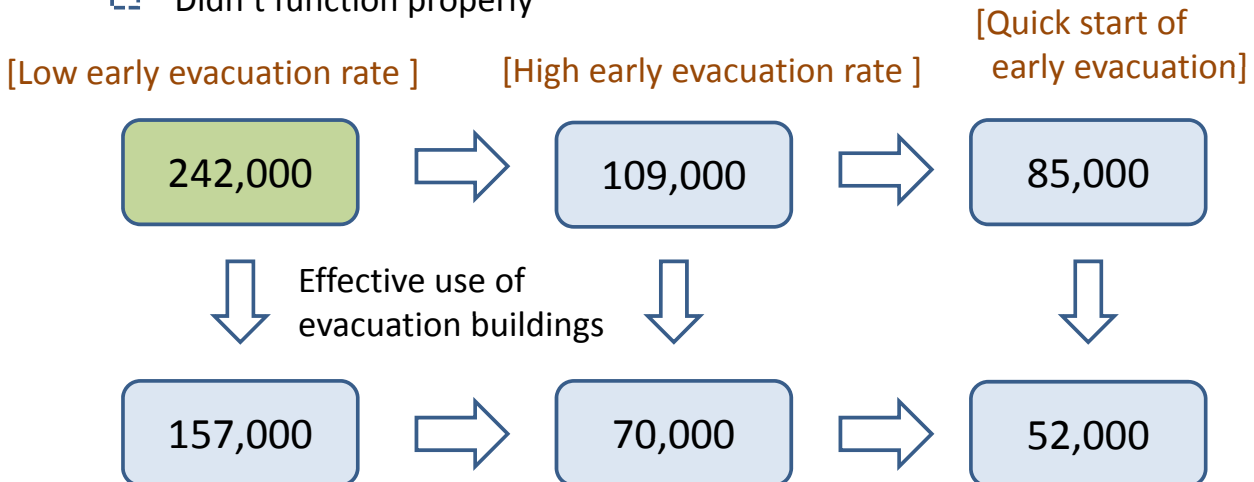 Didn't function properly
[Quick start of
early evacuation]
[Low early evacuation rate ]
[High early evacuation rate ]
242,000
109,000
85,000
Effective use of
evacuation buildings
157,000
70,000
52,000